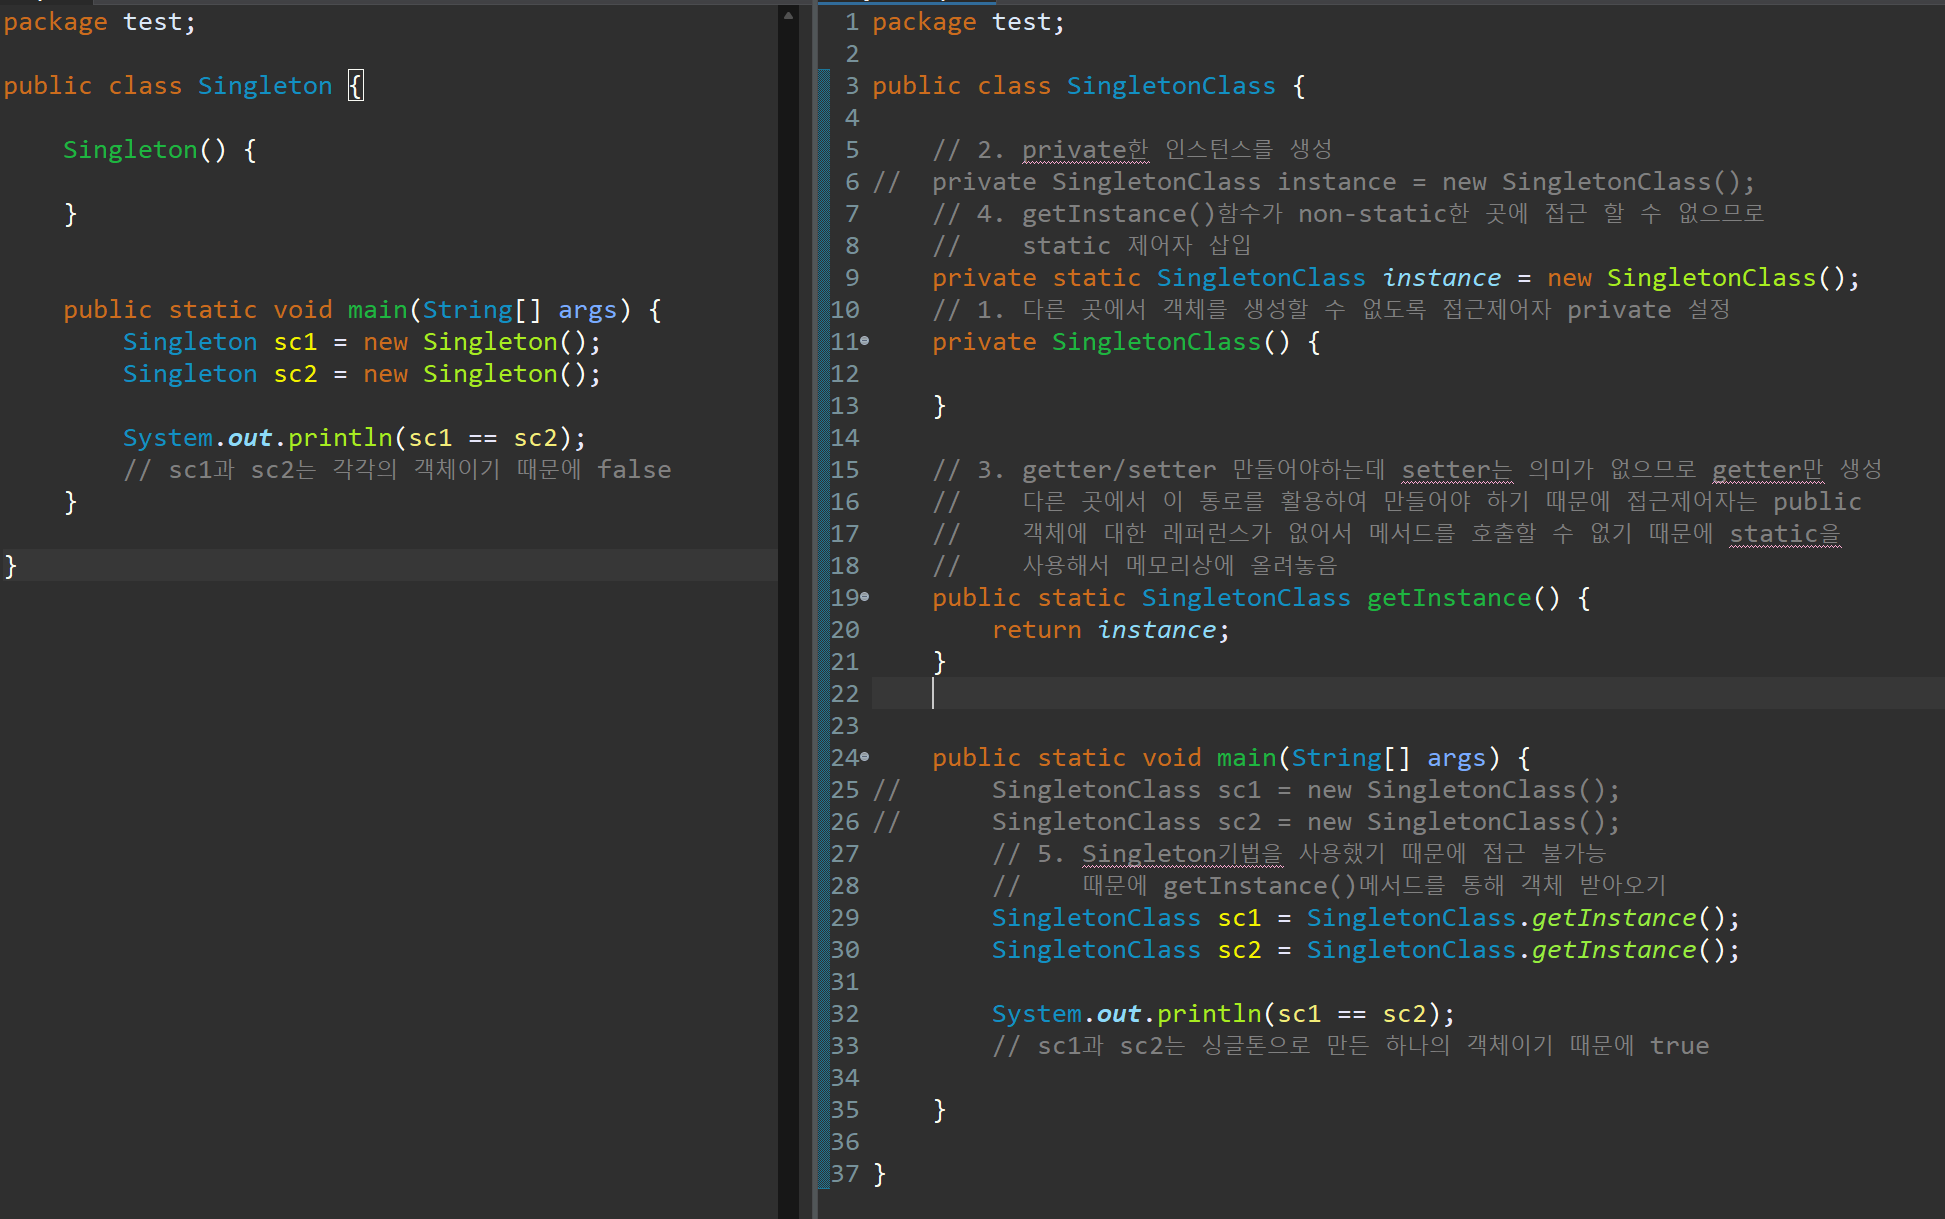 package test;
public class Singleton {
Singleton() {
}
public static void main(String[] args) {
Singleton sc1 = new Singleton();
Singleton sc2 = new Singleton();
System.out.println(sc1 == sc2);
// sc1과 sc2는 각각의 객체이기 때문에 false
}
}
1 package test;
2
3 public class SingletonClass {
4
5 // 2. private한 인스턴스를 생성
6 // private SingletonClass instance = new SingletonClass();
7 // 4. getInstance()함수가 non-static한 곳에 접근 할 수 없으므로
8 // static 제어자 삽입
9 private static SingletonClass instance = new SingletonClass();
10 // 1. 다른 곳에서 객체를 생성할 수 없도록 접근제어자 private 설정
11 private SingletonClass() {
12
13 }
14
15 // 3. getter/setter 만들어야하는데 setter는 의미가 없으므로 getter만 생성
16 // 다른 곳에서 이 통로를 활용하여 만들어야 하기 때문에 접근제어자는 public
17 // 객체에 대한 레퍼런스가 없어서 메서드를 호출할 수 없기 때문에 static을
18 // 사용해서 메모리상에 올려놓음
19 public static SingletonClass getInstance() {
20 return instance;
21 }
22
23
24 public static void main(String[] args) {
25 // SingletonClass sc1 = new SingletonClass();
26 // SingletonClass sc2 = new SingletonClass();
27 // 5. Singleton기법을 사용했기 때문에 접근 불가능
28 // 때문에 getInstance()메서드를 통해 객체 받아오기
29 SingletonClass sc1 = SingletonClass.getInstance();
30 SingletonClass sc2 = SingletonClass.getInstance();
31
32 System.out.println(sc1 == sc2);
33 // sc1과 sc2는 싱글톤으로 만든 하나의 객체이기 때문에 true
34
35 }
36
37 }